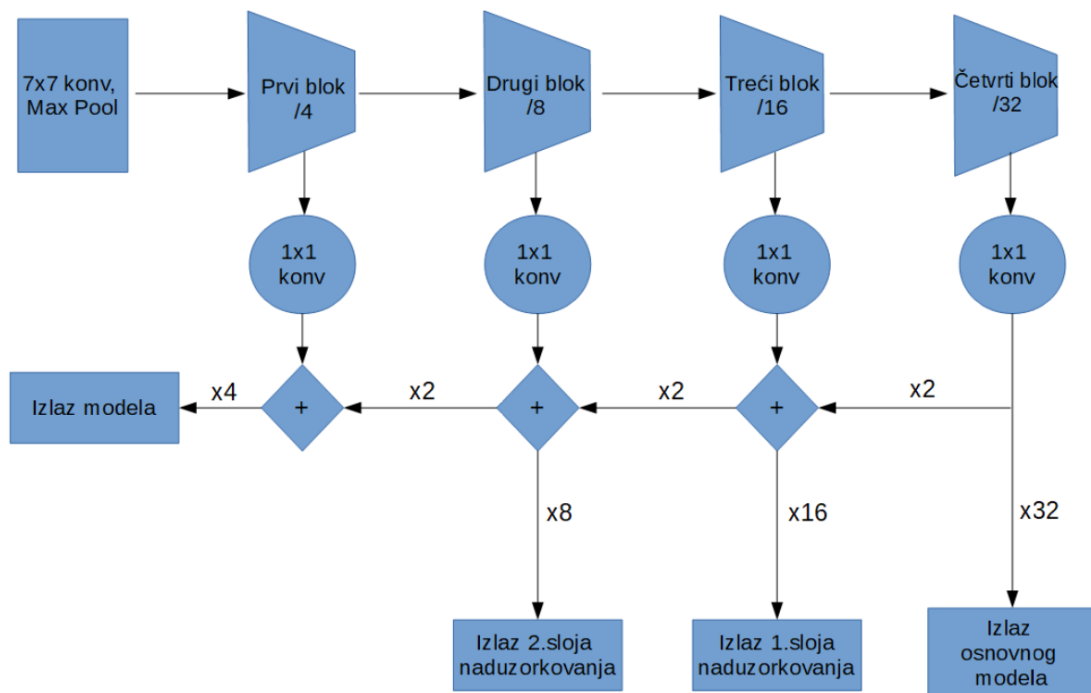 7x7 konv,
Max Pool
Prvi blok
/4
Drugi blok
/8
Treći blok
/16
Četvrti blok
/32
1x1
konv
1x1
konv
1x1
konv
1x1
konv
Izlaz modela
x4
+
x2
+
x2
+
x2
x8
x16
x32
Izlaz 2.sloja
naduzorkovanja
Izlaz 1.sloja
naduzorkovanja
Izlaz
osnovnog
modela